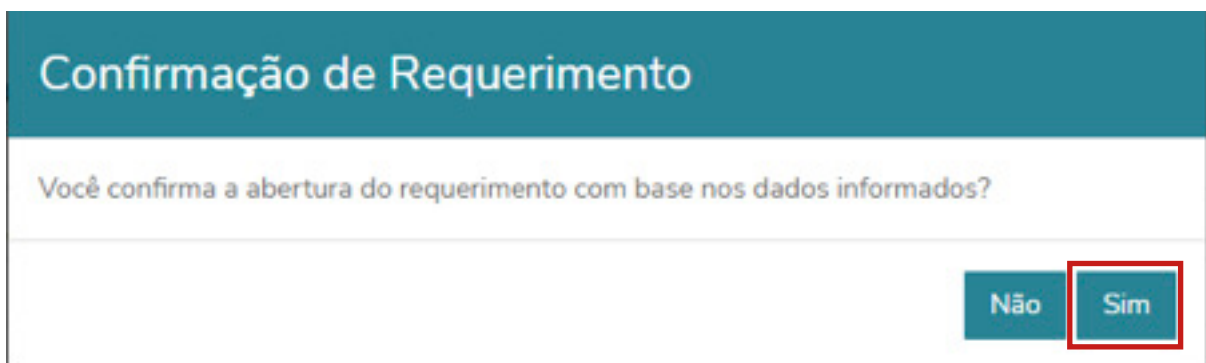 Confirmação de Requerimento
Você confirma a abertura do requerimento com base nos dados informados?
Não Sim